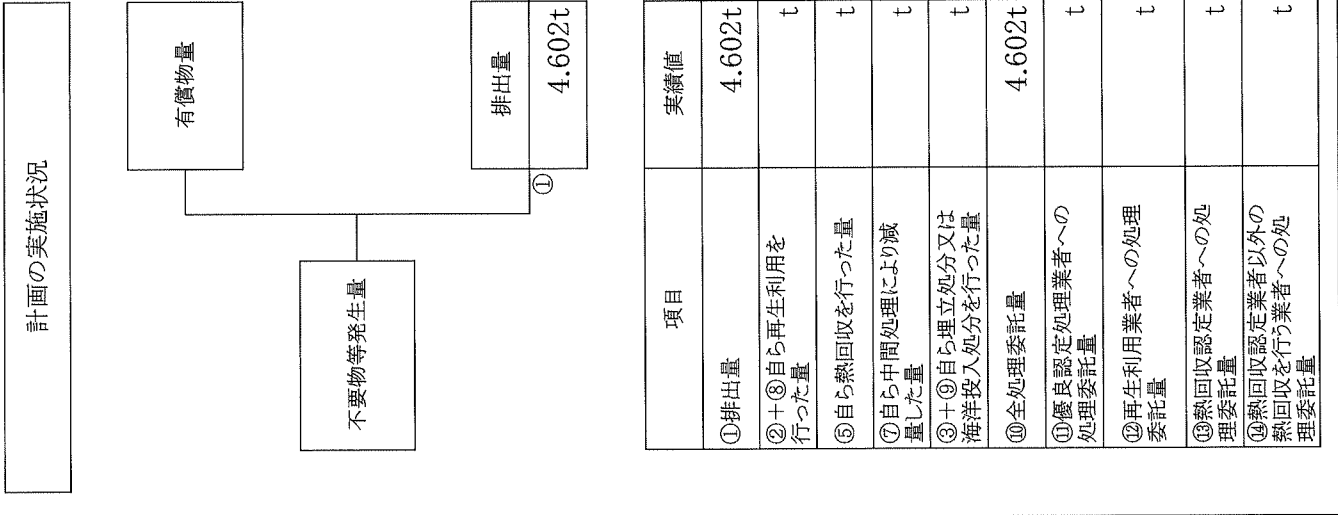 計画の実施状況
有償物量
不要物等発生量
排出量
①
4.602t
項目
実績値
①排出量
4.602t
②+⑧自ら再生利用を
行った量
t
⑤自ら熱回収を行った量
t
⑦自ら中間処理により減
量した量
t
③+⑨自ら埋立処分又は
海洋投入処分を行った量
t
⑩全処理委託量
4.602t
⑪優良認定処理業者への
処理委託量
t
⑫再生利用業者への処理
委託量
t
⑬熱回収認定業者への処
理委託量
t
⑭熱回収認定業者以外の
熱回収を行う業者への処
理委託量
t